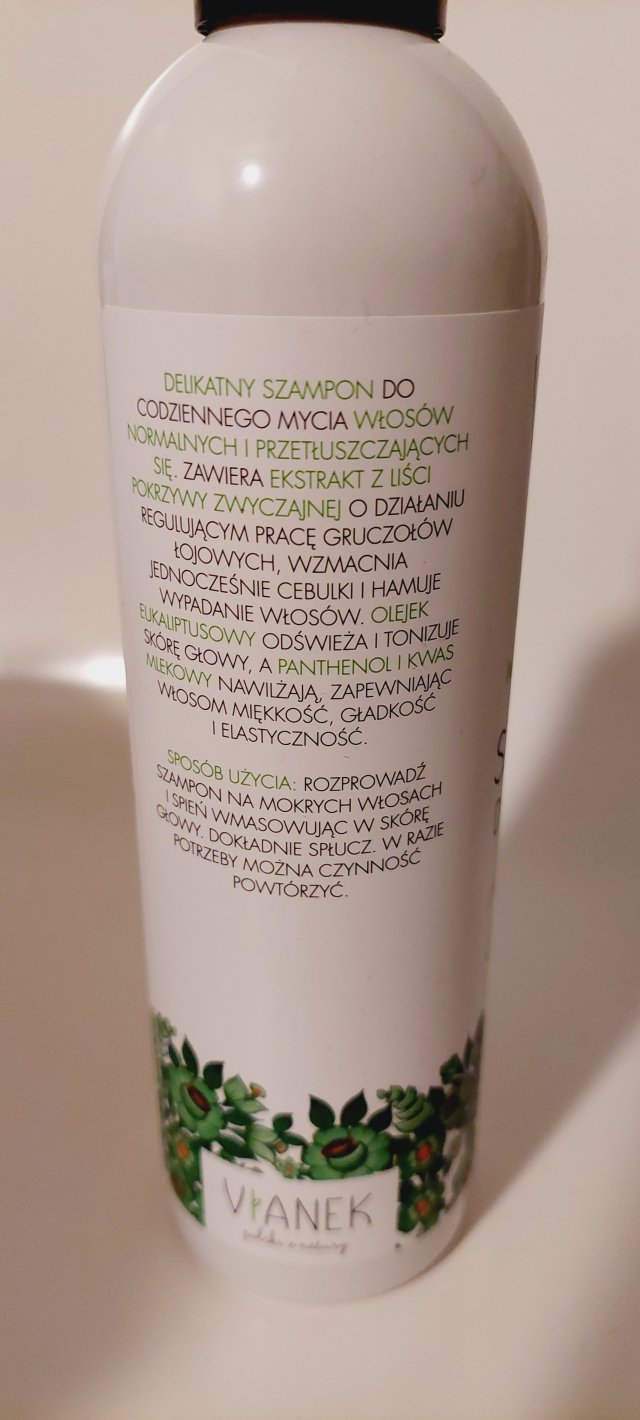 DELIKATNY SZAMPON DO
CODZIENNEGO MYCIA WŁOSÓW
NORMALNYCH I PRZETŁUSZCZAJĄCYCH
SIĘ. ZAWIERA EKSTRAKT Z LIŚCI
POKRZYWY ZWYCZAJNEJ O DZIAŁANIU
REGULUJĄCYM PRACĘ GRUCZOŁÓW
ŁOJOWYCH, WZMACNIA
JEDNOCZEŚNIE CEBULKI I HAMUJE
WYPADANIE WŁOSÓW. OLEJEK
EUKALIPTUSOWY ODŚWIEŻA I TONIZUJE
SKÓRĘ GŁOWY, A PANTHENOL I KWAS
MLEKOWY NAWILŻAJĄ, ZAPEWNIAJĄC
WŁOSOM MIĘKKOŚĆ, GŁADKOŚĆ
I ELASTYCZNOŚĆ.
SPOSÓB UŻYCIA: ROZPROWADŹ
SZAMPON NA MOKRYCH WŁOSACH
I SPIEŃ WMASOWUJĄC W SKÓRĘ
GŁOWY. DOKŁADNIE SPŁUCZ. W RAZIE
POTRZEBY MOŻNA CZYNNOŚĆ
POWTÓRZYĆ.
VIANEK
polski z natury